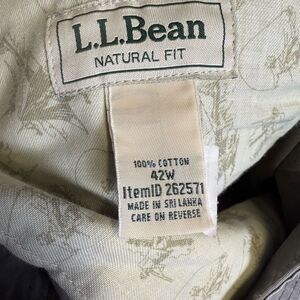 L.L.Bean
NATURAL FIT
100% COTTON
42W
ItemID 262571
MADE IN SRI LANKA
CARE ON REVERSE